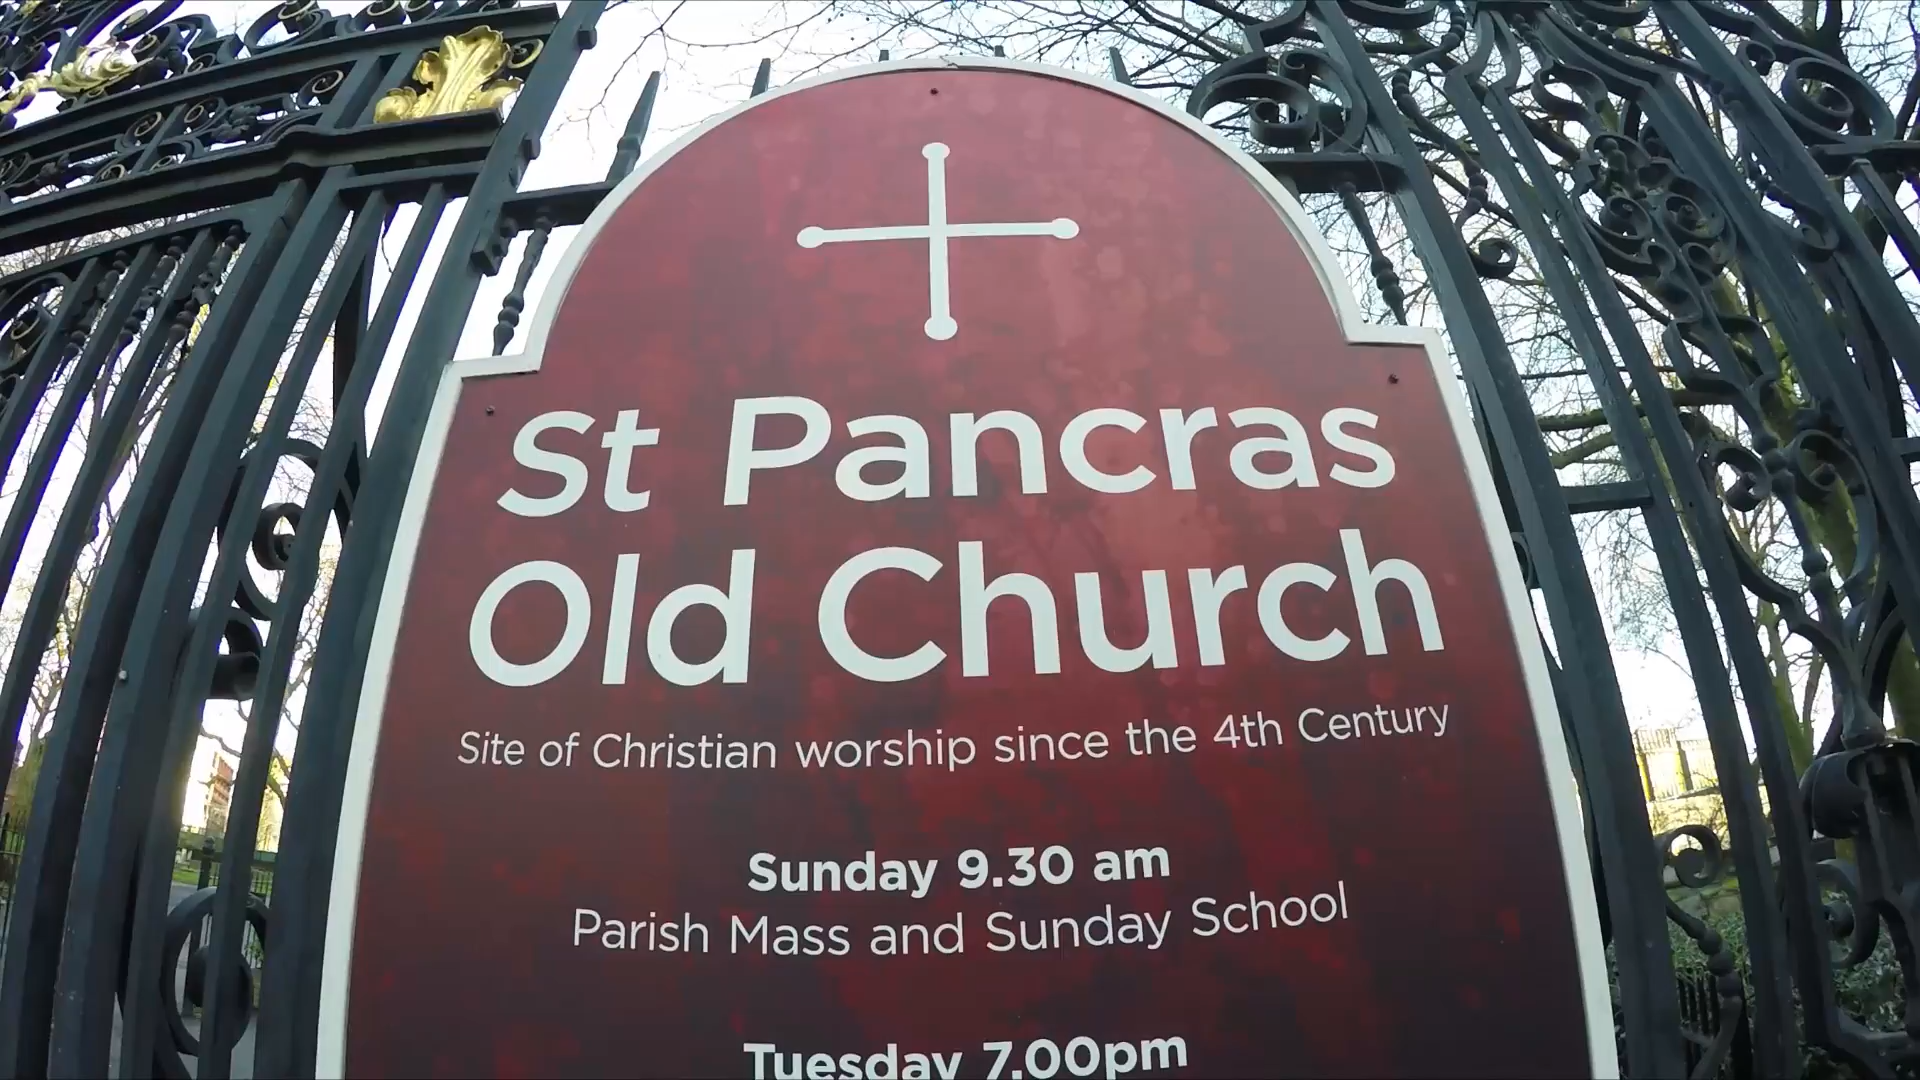 St Pancras
Old Church
Site of Christian worship since the 4th Century
Sunday 9.30 am
Parish Mass and Sunday School
Tuesday 7.00pm